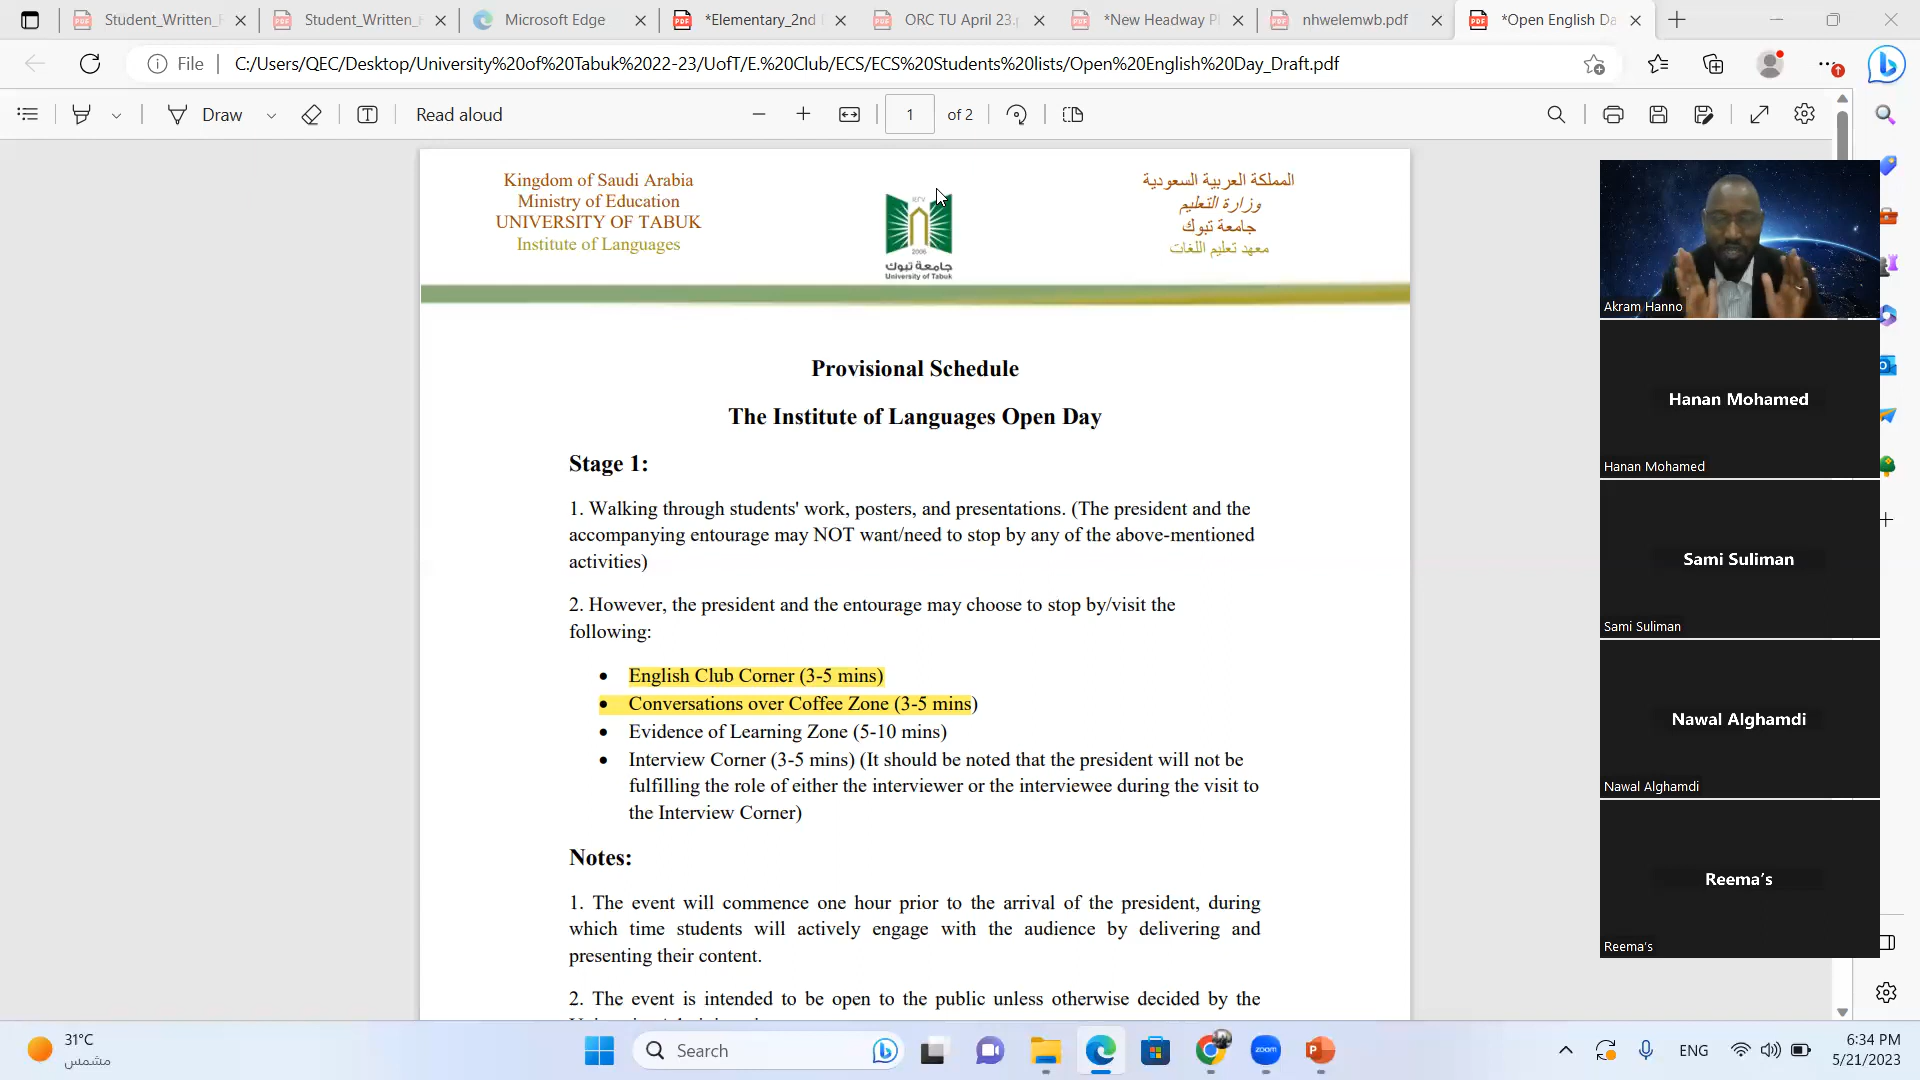 Student_Written_
Student_Written_
Microsoft Edge
*Elementary_2nd
ORC TU April 23.p
*New Headway Pl
nhwelemwb.pdf
*Open English Da
File
C:/Users/QEC/Desktop/University%20of%20Tabuk%2022-23/UofT/E.%20Club/ECS/ECS%20Students%20lists/Open%20English%20Day_Draft.pdf
Draw
Read aloud
1
of 2
Kingdom of Saudi Arabia
Ministry of Education
UNIVERSITY OF TABUK
Institute of Languages
2006
جامعة تبوك
University of Tabuk
المملكة العربية السعودية
وزارة التعليم
جامعة تبوك
معهد تعليم اللغات
Provisional Schedule
The Institute of Languages Open Day
Stage 1:
1. Walking through students' work, posters, and presentations. (The president and the
accompanying entourage may NOT want/need to stop by any of the above-mentioned
activities)
2. However, the president and the entourage may choose to stop by/visit the
following:
• English Club Corner (3-5 mins)
• Conversations over Coffee Zone (3-5 mins)
• Evidence of Learning Zone (5-10 mins)
• Interview Corner (3-5 mins) (It should be noted that the president will not be
fulfilling the role of either the interviewer or the interviewee during the visit to
the Interview Corner)
Notes:
1. The event will commence one hour prior to the arrival of the president, during
which time students will actively engage with the audience by delivering and
presenting their content.
2. The event is intended to be open to the public unless otherwise decided by the
Akram Hanno
Hanan Mohamed
Hanan Mohamed
Sami Suliman
Sami Suliman
Nawal Alghamdi
Nawal Alghamdi
Reema's
Reema's
31°C
مشمس
Search
zoom
ENG
6:34 PM
5/21/2023